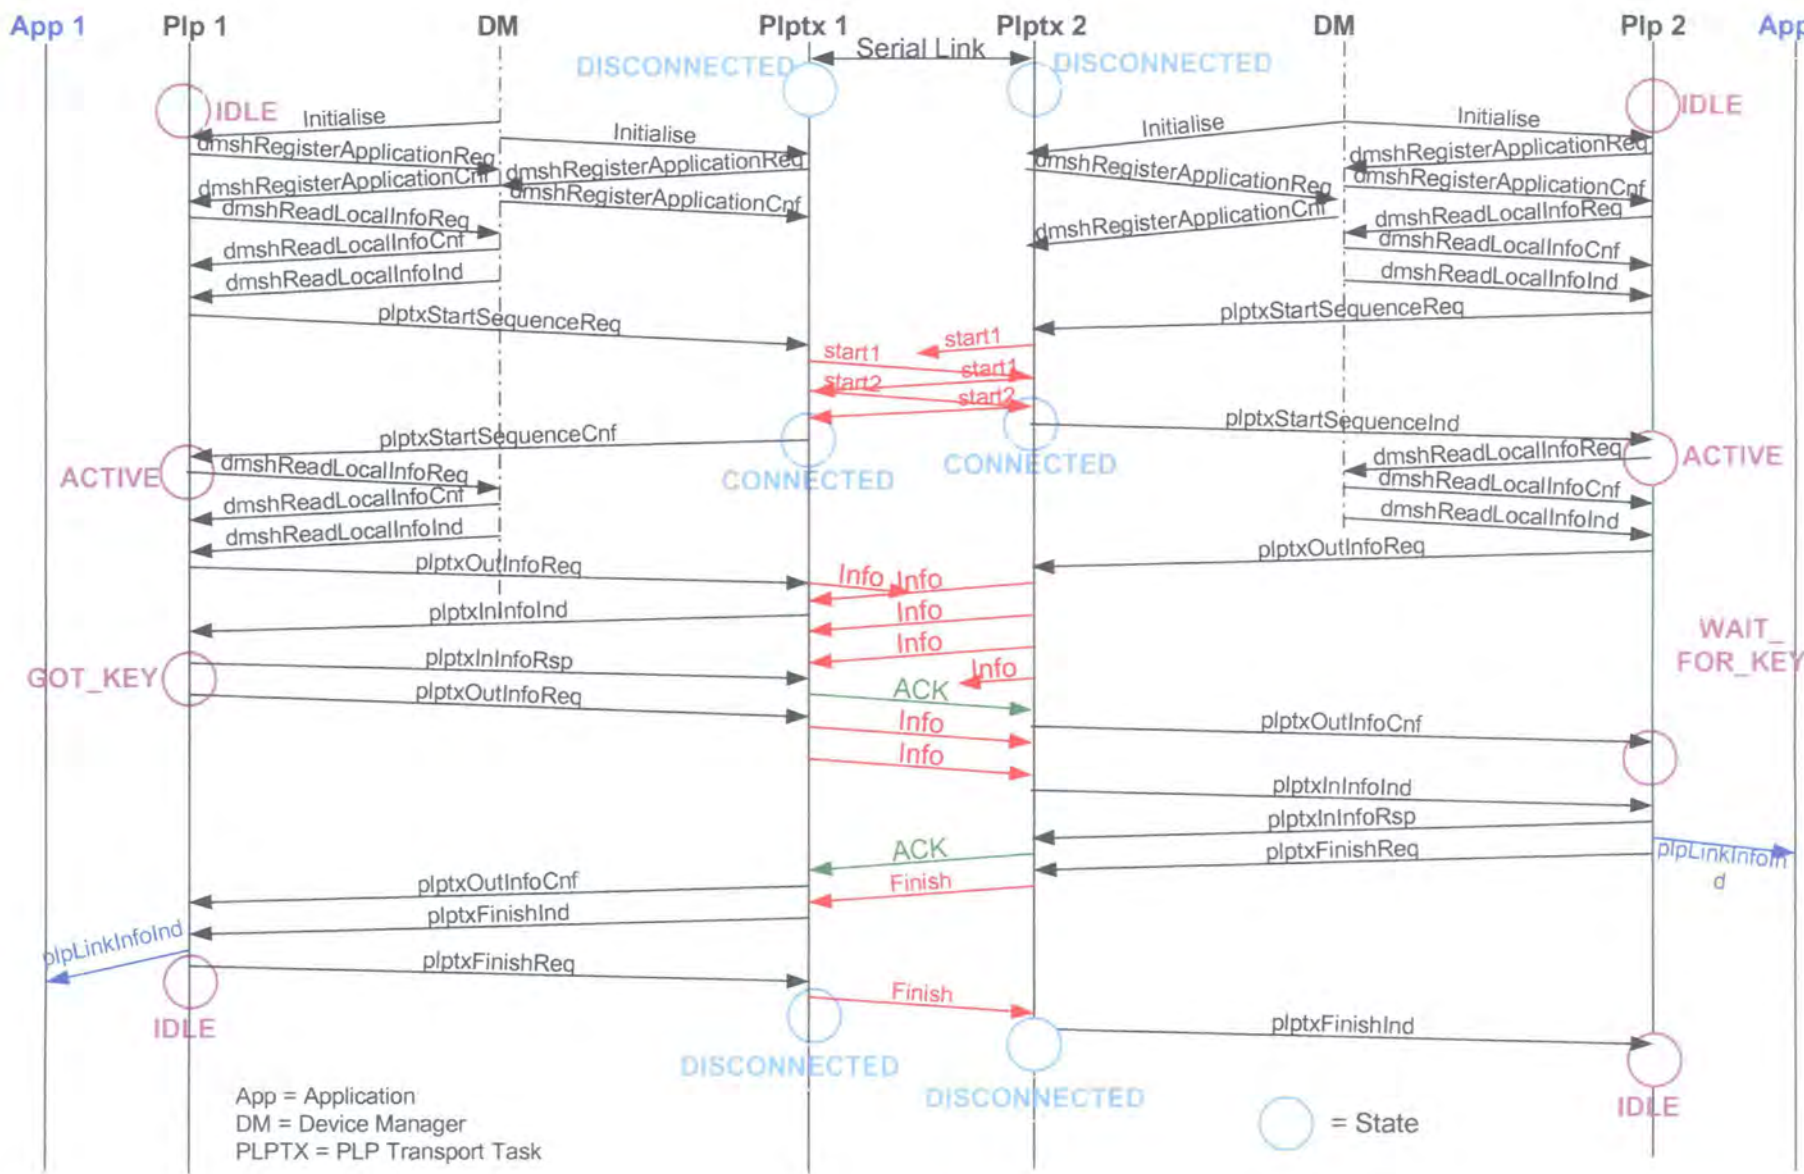 App 1 Plp 1 DM Plptx 1 Plptx 2 DM Plp 2 App
Serial Link
DISCONNECTED DISCONNECTED
IDLE IDLE
Initialise Initialise
Initialise Initialise
dmshRegisterApplicationReq dmshRegisterApplicationReq
dmshRegisterApplicationReq dmshRegisterApplicationReq
dmshRegisterApplicationCnf dmshRegisterApplicationCnf
dmshRegisterApplicationCnf dmshRegisterApplicationCnf
dmshReadLocalInfoReq dmshReadLocalInfoReq
dmshReadLocalInfoCnf dmshReadLocalInfoCnf
dmshReadLocalInfoInd dmshReadLocalInfoInd
plptxStartSequenceReq plptxStartSequenceReq
start1
start1
start1
start2
start2
plptxStartSequenceCnf plptxStartSequenceInd
ACTIVE CONNECTED CONNECTED ACTIVE
dmshReadLocalInfoReq dmshReadLocalInfoReq
dmshReadLocalInfoCnf dmshReadLocalInfoCnf
dmshReadLocalInfoInd dmshReadLocalInfoInd
plptxOutInfoReq plptxOutInfoReq
Info Info
plptxInInfoInd Info
Info
WAIT_
FOR_KEY
GOT_KEY plptxInInfoRsp Info
plptxOutInfoReq ACK
Info plptxOutInfoCnf
Info
plptxInInfoInd
plptxInInfoRsp
ACK plptxFinishReq plpLinkInfoIn
d
plptxOutInfoCnf Finish
plptxFinishInd
plpLinkInfoInd
plptxFinishReq
Finish
IDLE plptxFinishInd
DISCONNECTED
DISCONNECTED
IDLE
App = Application
DM = Device Manager
PLPTX = PLP Transport Task
= State